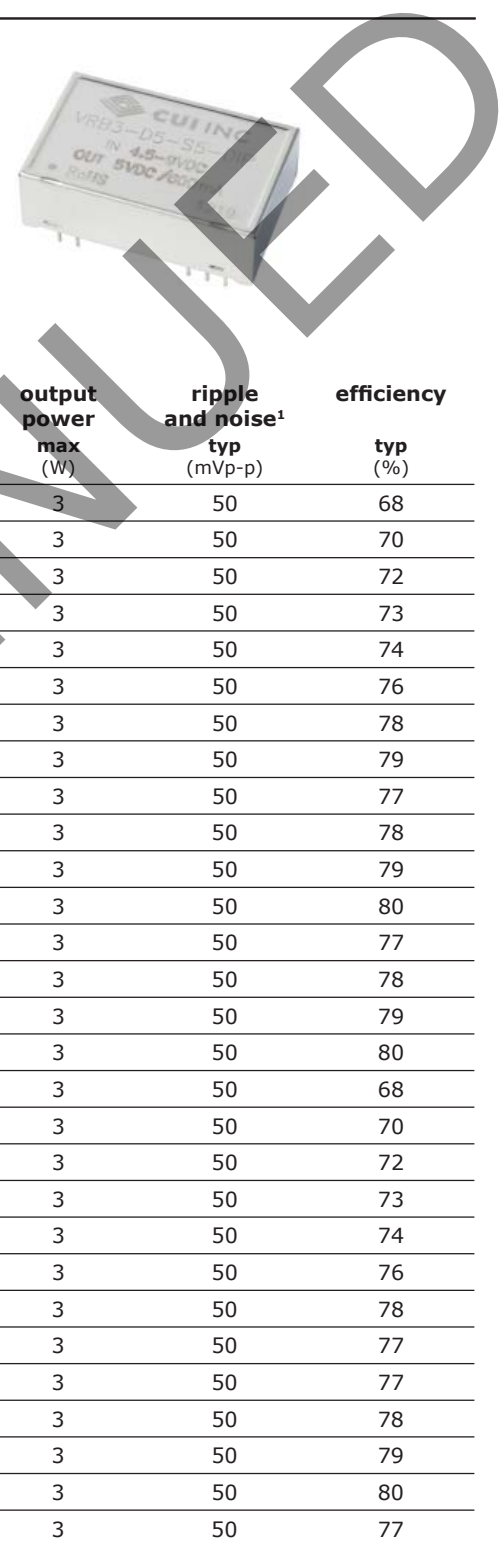 CUI INC
VRB3-D5-S5-DIP
IN 4.5-9VDC
OUT 5VDC/600mA
RoHS
output power ripple and noise¹ efficiency
max typ typ
(W) (mVp-p) (%)
3 50 68
3 50 70
3 50 72
3 50 73
3 50 74
3 50 76
3 50 78
3 50 79
3 50 77
3 50 78
3 50 79
3 50 80
3 50 77
3 50 78
3 50 79
3 50 80
3 50 68
3 50 70
3 50 72
3 50 73
3 50 74
3 50 76
3 50 78
3 50 77
3 50 77
3 50 78
3 50 79
3 50 80
3 50 77